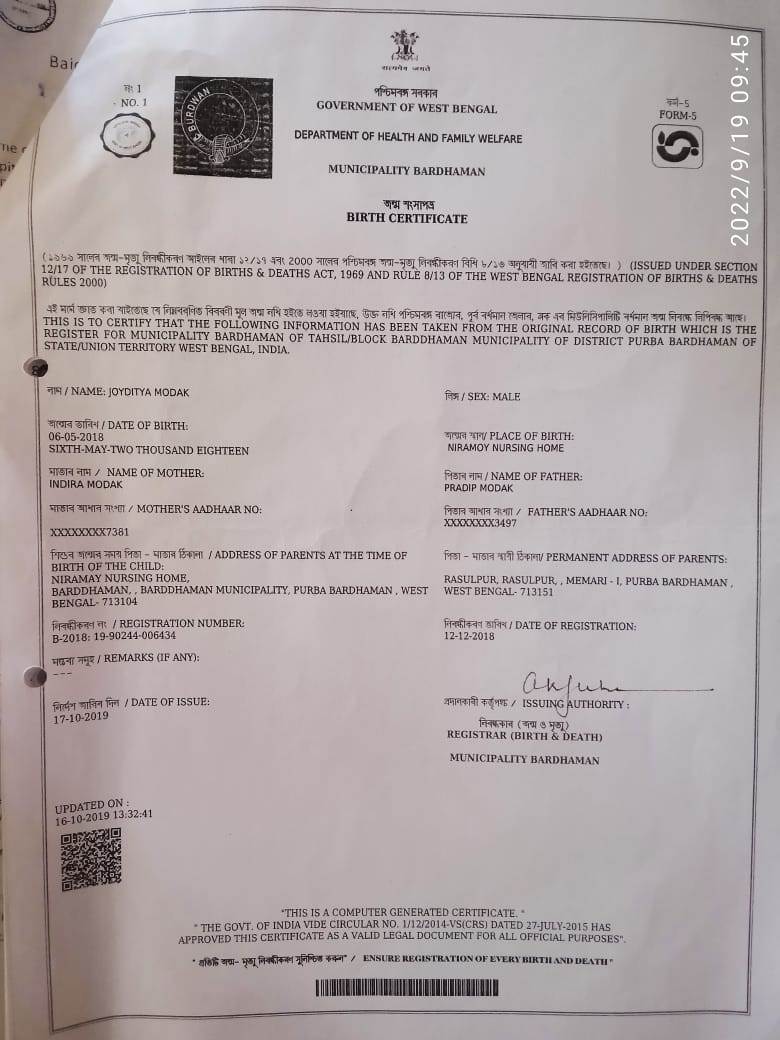 Baid
নং 1
NO. 1
BURDWAN
सत्यमेव जयते
পশ্চিমবঙ্গ সরকার
GOVERNMENT OF WEST BENGAL
DEPARTMENT OF HEALTH AND FAMILY WELFARE
MUNICIPALITY BARDHAMAN
ফর্ম-5
FORM-5
2022/9/19 09:45
জন্ম শংসাপত্র
BIRTH CERTIFICATE
(১৯৬৯ সালের জন্ম-মৃত্যু নিবন্ধীকরণ আইনের ধারা ১২/১৭ এবং 2000 সালের পশ্চিমবঙ্গ জন্ম-মৃত্যু নিবন্ধীকরণ বিধি ৮/১৩ অনুযায়ী জারি করা হইতেছে। ) (ISSUED UNDER SECTION
12/17 OF THE REGISTRATION OF BIRTHS & DEATHS ACT, 1969 AND RULE 8/13 OF THE WEST BENGAL REGISTRATION OF BIRTHS & DEATHS
RULES 2000)
এই মর্মে জ্ঞাত করা যাইতেছে যে নিম্নবর্ণিত বিবরণী মূল জন্ম নথি হইতে লওয়া হইয়াছে, উক্ত নথি পশ্চিমবঙ্গ রাজ্যের, পূর্ব বর্ধমান জেলার, ব্লক এর মিউনিসিপালিটি বর্ধমান জন্ম নিবন্ধে লিপিবদ্ধ আছে।
THIS IS TO CERTIFY THAT THE FOLLOWING INFORMATION HAS BEEN TAKEN FROM THE ORIGINAL RECORD OF BIRTH WHICH IS THE
REGISTER FOR MUNICIPALITY BARDHAMAN OF TAHSIL/BLOCK BARDDHAMAN MUNICIPALITY OF DISTRICT PURBA BARDHAMAN OF
STATE/UNION TERRITORY WEST BENGAL, INDIA.
নাম / NAME: JOYDITYA MODAK
লিঙ্গ / SEX: MALE
জন্মের তারিখ / DATE OF BIRTH:
06-05-2018
SIXTH-MAY-TWO THOUSAND EIGHTEEN
জন্মের স্থান/ PLACE OF BIRTH:
NIRAMOY NURSING HOME
মাতার নাম / NAME OF MOTHER:
INDIRA MODAK
পিতার নাম / NAME OF FATHER:
PRADIP MODAK
মাতার আধার সংখ্যা / MOTHER'S AADHAAR NO:
XXXXXXXX7381
পিতার আধার সংখ্যা / FATHER'S AADHAAR NO:
XXXXXXXX3497
শিশুর জন্মের সময় পিতা - মাতার ঠিকানা / ADDRESS OF PARENTS AT THE TIME OF
BIRTH OF THE CHILD:
NIRAMAY NURSING HOME,
BARDDHAMAN, , BARDDHAMAN MUNICIPALITY, PURBA BARDHAMAN , WEST
BENGAL- 713104
পিতা - মাতার স্থায়ী ঠিকানা/ PERMANENT ADDRESS OF PARENTS:
RASULPUR, RASULPUR, , MEMARI - I, PURBA BARDHAMAN ,
WEST BENGAL- 713151
নিবন্ধীকরণ নং / REGISTRATION NUMBER:
B-2018: 19-90244-006434
নিবন্ধীকরণ তারিখ / DATE OF REGISTRATION:
12-12-2018
মন্তব্য সমূহ / REMARKS (IF ANY):
---
নির্দেশ জারির দিন / DATE OF ISSUE:
17-10-2019
প্রদানকারী কর্তৃপক্ষ / ISSUING AUTHORITY :
নিবন্ধকার (জন্ম ও মৃত্যু)
REGISTRAR (BIRTH & DEATH)
MUNICIPALITY BARDHAMAN
UPDATED ON :
16-10-2019 13:32:41
"THIS IS A COMPUTER GENERATED CERTIFICATE. "
" THE GOVT. OF INDIA VIDE CIRCULAR NO. 1/12/2014-VS(CRS) DATED 27-JULY-2015 HAS
APPROVED THIS CERTIFICATE AS A VALID LEGAL DOCUMENT FOR ALL OFFICIAL PURPOSES".
" প্রতিটি জন্ম- মৃত্যু নিবন্ধীকরণ সুনিশ্চিত করুন" / ENSURE REGISTRATION OF EVERY BIRTH AND DEATH "